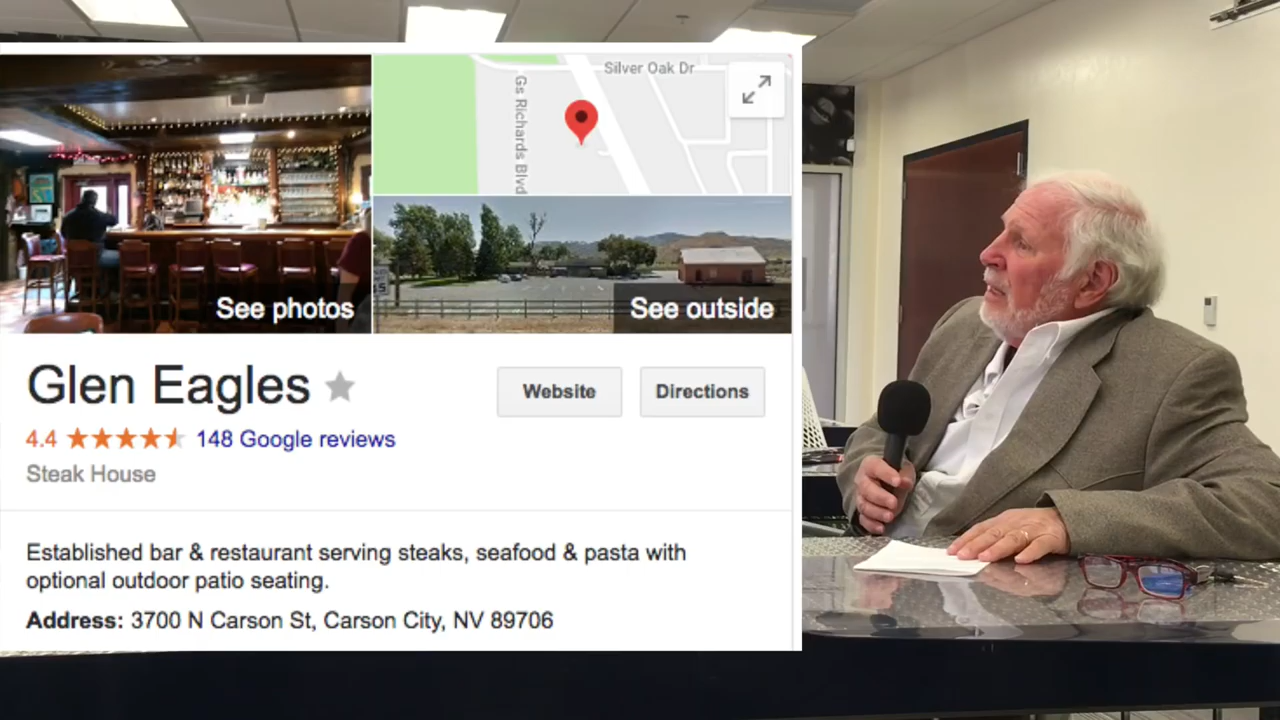 Silver Oak Dr
Gs Richards Blvd
See photos
See outside
Glen Eagles
Website
Directions
4.4
148 Google reviews
Steak House
Established bar & restaurant serving steaks, seafood & pasta with
optional outdoor patio seating.
Address: 3700 N Carson St, Carson City, NV 89706